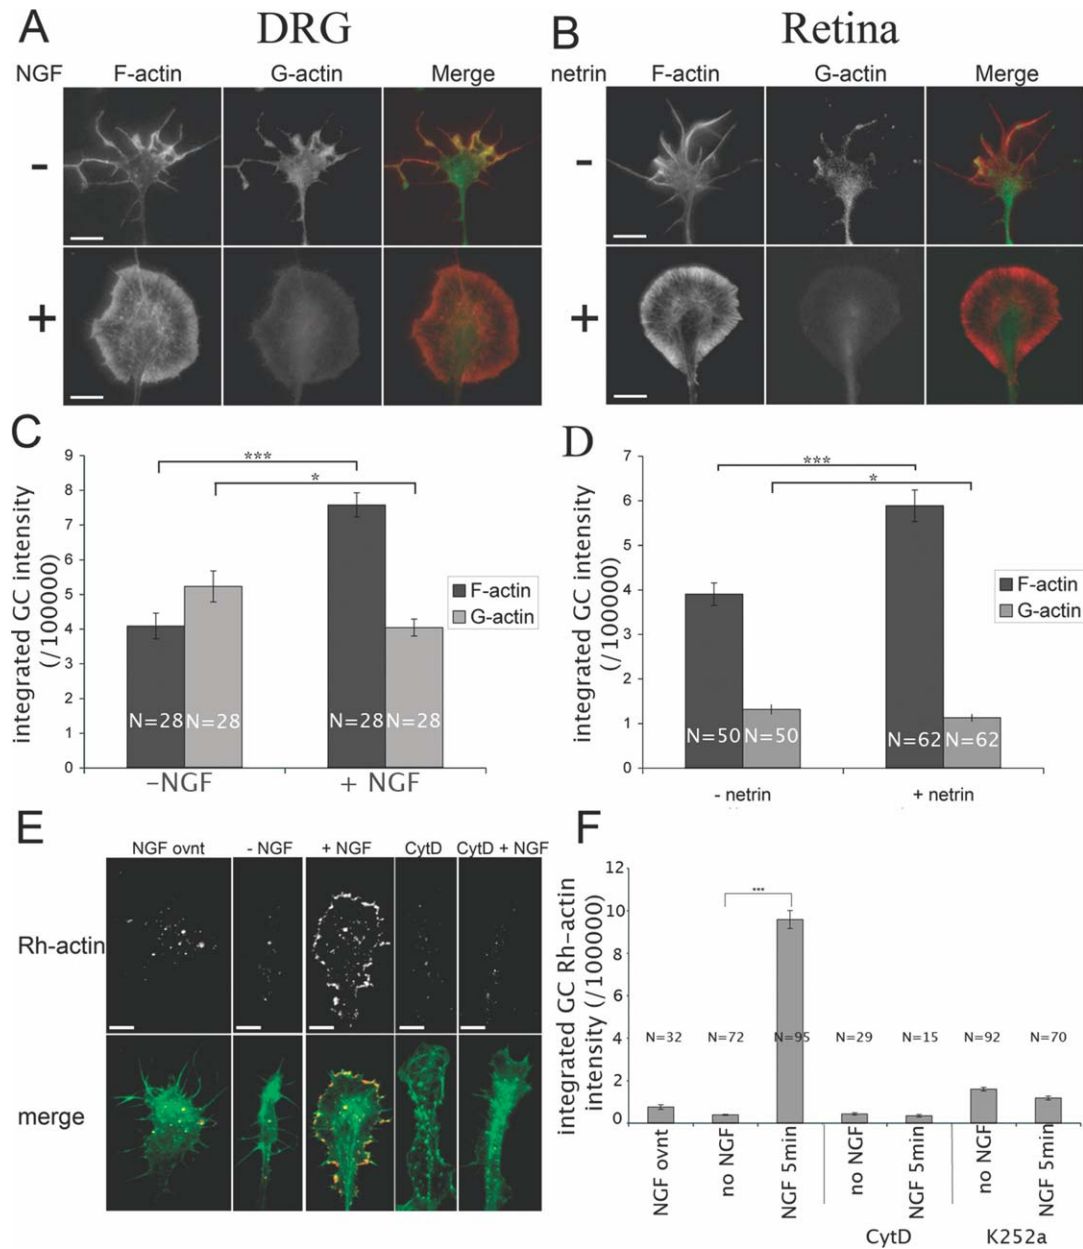 A DRG
NGF F-actin G-actin Merge
-
+
B Retina
netrin F-actin G-actin Merge
-
+
C
integrated GC intensity
(/100000)
9
8
7
6
5
4
3
2
1
0
***
*
F-actin
G-actin
N=28 N=28 N=28 N=28
-NGF + NGF
D
integrated GC intensity
(/100000)
7
6
5
4
3
2
1
0
***
*
F-actin
G-actin
N=50 N=50 N=62 N=62
- netrin + netrin
E
NGF ovnt - NGF + NGF CytD CytD + NGF
Rh-actin
merge
F
integrated GC Rh-actin
intensity (/100000)
12
10
8
6
4
2
0
***
N=32 N=72 N=95 N=29 N=15 N=92 N=70
NGF ovnt
no NGF
NGF 5min
no NGF
NGF 5min
no NGF
NGF 5min
CytD K252a